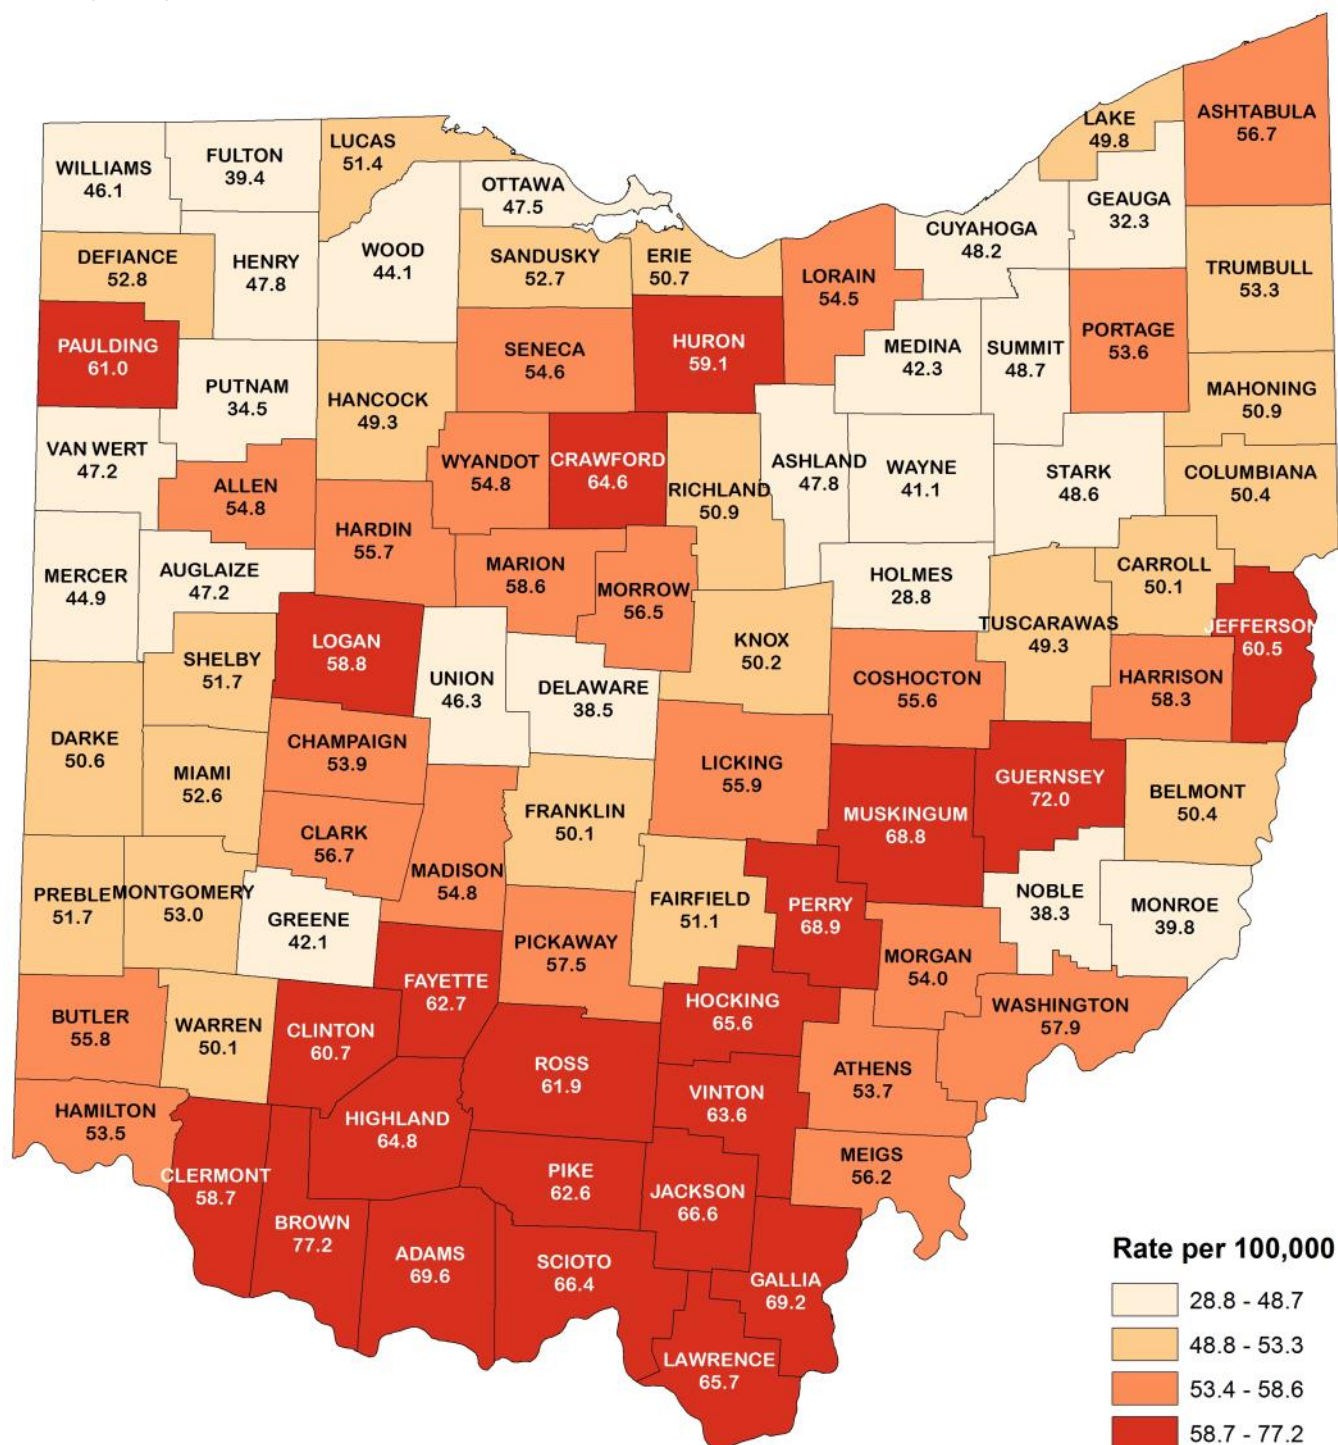 WILLIAMS
46.1
FULTON
39.4
LUCAS
51.4
OTTAWA
47.5
LAKE
49.8
ASHTABULA
56.7
GEAUGA
32.3
CUYAHOGA
48.2
DEFIANCE
52.8
HENRY
47.8
WOOD
44.1
SANDUSKY
52.7
ERIE
50.7
LORAIN
54.5
TRUMBULL
53.3
PAULDING
61.0
PUTNAM
34.5
HANCOCK
49.3
SENECA
54.6
HURON
59.1
MEDINA
42.3
SUMMIT
48.7
PORTAGE
53.6
MAHONING
50.9
VAN WERT
47.2
ALLEN
54.8
WYANDOT
54.8
CRAWFORD
64.6
RICHLAND
50.9
ASHLAND
47.8
WAYNE
41.1
STARK
48.6
COLUMBIANA
50.4
MERCER
44.9
AUGLAIZE
47.2
HARDIN
55.7
MARION
58.6
MORROW
56.5
HOLMES
28.8
CARROLL
50.1
TUSCARAWAS
49.3
JEFFERSON
60.5
SHELBY
51.7
LOGAN
58.8
UNION
46.3
DELAWARE
38.5
KNOX
50.2
COSHOCTON
55.6
HARRISON
58.3
DARKE
50.6
MIAMI
52.6
CHAMPAIGN
53.9
LICKING
55.9
MUSKINGUM
68.8
GUERNSEY
72.0
BELMONT
50.4
CLARK
56.7
MADISON
54.8
FRANKLIN
50.1
PREBLE
51.7
MONTGOMERY
53.0
GREENE
42.1
FAIRFIELD
51.1
PERRY
68.9
NOBLE
38.3
MONROE
39.8
PICKAWAY
57.5
FAYETTE
62.7
MORGAN
54.0
WASHINGTON
57.9
BUTLER
55.8
WARREN
50.1
CLINTON
60.7
HOCKING
65.6
ROSS
61.9
ATHENS
53.7
VINTON
63.6
HAMILTON
53.5
HIGHLAND
64.8
CLERMONT
58.7
PIKE
62.6
JACKSON
66.6
MEIGS
56.2
BROWN
77.2
ADAMS
69.6
SCIOTO
66.4
GALLIA
69.2
LAWRENCE
65.7
Rate per 100,000
28.8 - 48.7
48.8 - 53.3
53.4 - 58.6
58.7 - 77.2